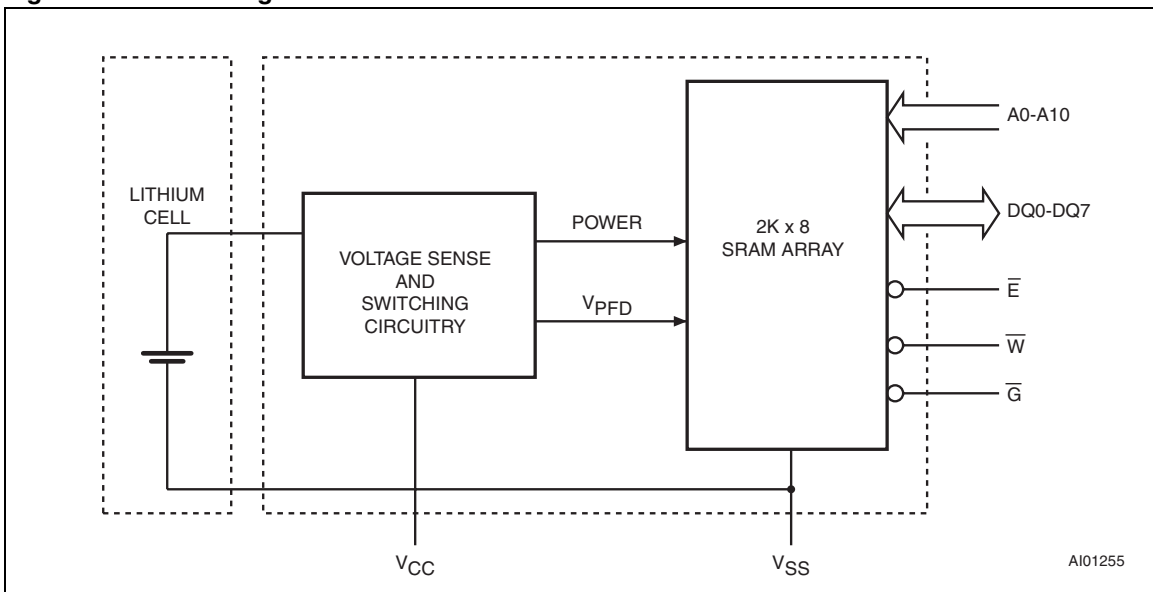 LITHIUM
CELL
VOLTAGE SENSE
AND
SWITCHING
CIRCUITRY
POWER
VPFD
2K x 8
SRAM ARRAY
A0-A10
DQ0-DQ7
E̅
W̅
G̅
VCC
VSS
AI01255